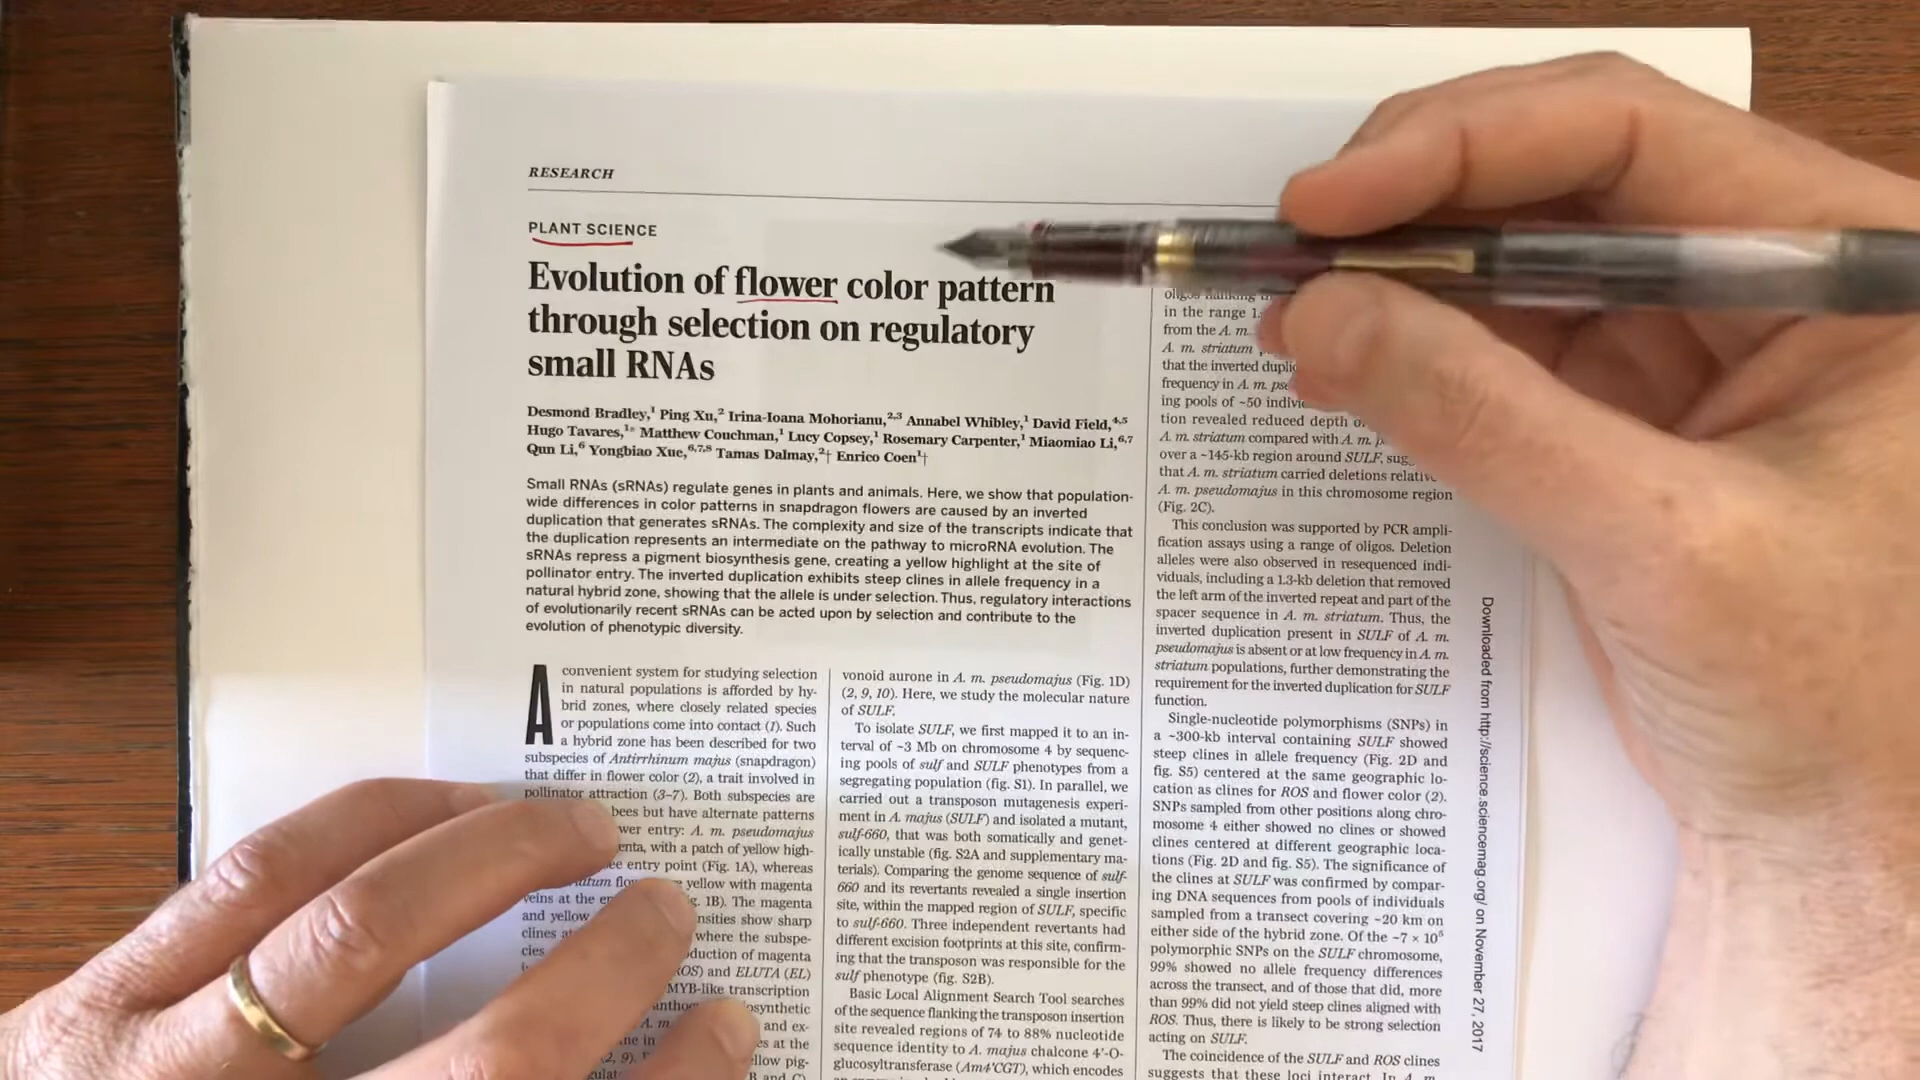 RESEARCH
PLANT SCIENCE
Evolution of flower color pattern
through selection on regulatory
small RNAs
Desmond Bradley,¹ Ping Xu,² Irina-Ioana Mohorianu,²,³ Annabel Whibley,¹ David Field,⁴,⁵
Hugo Tavares,¹* Matthew Couchman,¹ Lucy Copsey,¹ Rosemary Carpenter,¹ Miaomiao Li,⁶,⁷
Qun Li,⁶ Yongbiao Xue,⁶,⁷,⁸ Tamas Dalmay,²† Enrico Coen¹†
Small RNAs (sRNAs) regulate genes in plants and animals. Here, we show that population-
wide differences in color patterns in snapdragon flowers are caused by an inverted
duplication that generates sRNAs. The complexity and size of the transcripts indicate that
the duplication represents an intermediate on the pathway to microRNA evolution. The
sRNAs repress a pigment biosynthesis gene, creating a yellow highlight at the site of
pollinator entry. The inverted duplication exhibits steep clines in allele frequency in a
natural hybrid zone, showing that the allele is under selection. Thus, regulatory interactions
of evolutionarily recent sRNAs can be acted upon by selection and contribute to the
evolution of phenotypic diversity.
A convenient system for studying selection
in natural populations is afforded by hy-
brid zones, where closely related species
or populations come into contact (1). Such
a hybrid zone has been described for two
subspecies of Antirrhinum majus (snapdragon)
that differ in flower color (2), a trait involved in
pollinator attraction (3–7). Both subspecies are
bees but have alternate patterns
entry: A. m. pseudomajus
with a patch of yellow high-
entry point (Fig. 1A), whereas
yellow with magenta
veins at the 1B). The magenta
and yellow show sharp
clines where the subspe-
cies of magenta
and ELUTA (EL)
MYB-like transcription
and ex-
in at the
(2, 9).
B and C)
vonoid aurone in A. m. pseudomajus (Fig. 1D)
(2, 9, 10). Here, we study the molecular nature
of SULF.
To isolate SULF, we first mapped it to an in-
terval of ~3 Mb on chromosome 4 by sequenc-
ing pools of sulf and SULF phenotypes from a
segregating population (fig. S1). In parallel, we
carried out a transposon mutagenesis experi-
ment in A. majus (SULF) and isolated a mutant,
sulf-660, that was both somatically and genet-
ically unstable (fig. S2A and supplementary ma-
terials). Comparing the genome sequence of sulf-
660 and its revertants revealed a single insertion
site, within the mapped region of SULF, specific
to sulf-660. Three independent revertants had
different excision footprints at this site, confirm-
ing that the transposon was responsible for the
sulf phenotype (fig. S2B).
Basic Local Alignment Search Tool searches
of the sequence flanking the transposon insertion
site revealed regions of 74 to 88% nucleotide
sequence identity to A. majus chalcone 4′-O-
glucosyltransferase (Am4′CGT), which encodes
in the range
from the A. m.
A. m. striatum
that the inverted
frequency in A. m.
ing pools of ~50
tion revealed reduced depth
A. m. striatum compared with A. m.
over a ~145-kb region around SULF,
that A. m. striatum carried deletions
A. m. pseudomajus in this chromosome region
(Fig. 2C).
This conclusion was supported by PCR ampli-
fication assays using a range of oligos. Deletion
alleles were also observed in resequenced indi-
viduals, including a 1.3-kb deletion that removed
the left arm of the inverted repeat and part of the
spacer sequence in A. m. striatum. Thus, the
inverted duplication present in SULF of A. m.
pseudomajus is absent or at low frequency in A. m.
striatum populations, further demonstrating the
requirement for the inverted duplication for SULF
function.
Single-nucleotide polymorphisms (SNPs) in
a ~300-kb interval containing SULF showed
steep clines in allele frequency (Fig. 2D and
fig. S5) centered at the same geographic lo-
cation as clines for ROS and flower color (2).
SNPs sampled from other positions along chro-
mosome 4 either showed no clines or showed
clines centered at different geographic loca-
tions (Fig. 2D and fig. S5). The significance of
the clines at SULF was confirmed by compar-
ing DNA sequences from pools of individuals
sampled from a transect covering ~20 km on
either side of the hybrid zone. Of the ~7 × 10⁵
polymorphic SNPs on the SULF chromosome,
99% showed no allele frequency differences
across the transect, and of those that did, more
than 99% did not yield steep clines aligned with
ROS. Thus, there is likely to be strong selection
acting on SULF.
The coincidence of the SULF and ROS clines
suggests that these loci interact. In A. m.
Downloaded from http://science.sciencemag.org/ on November 27, 2017